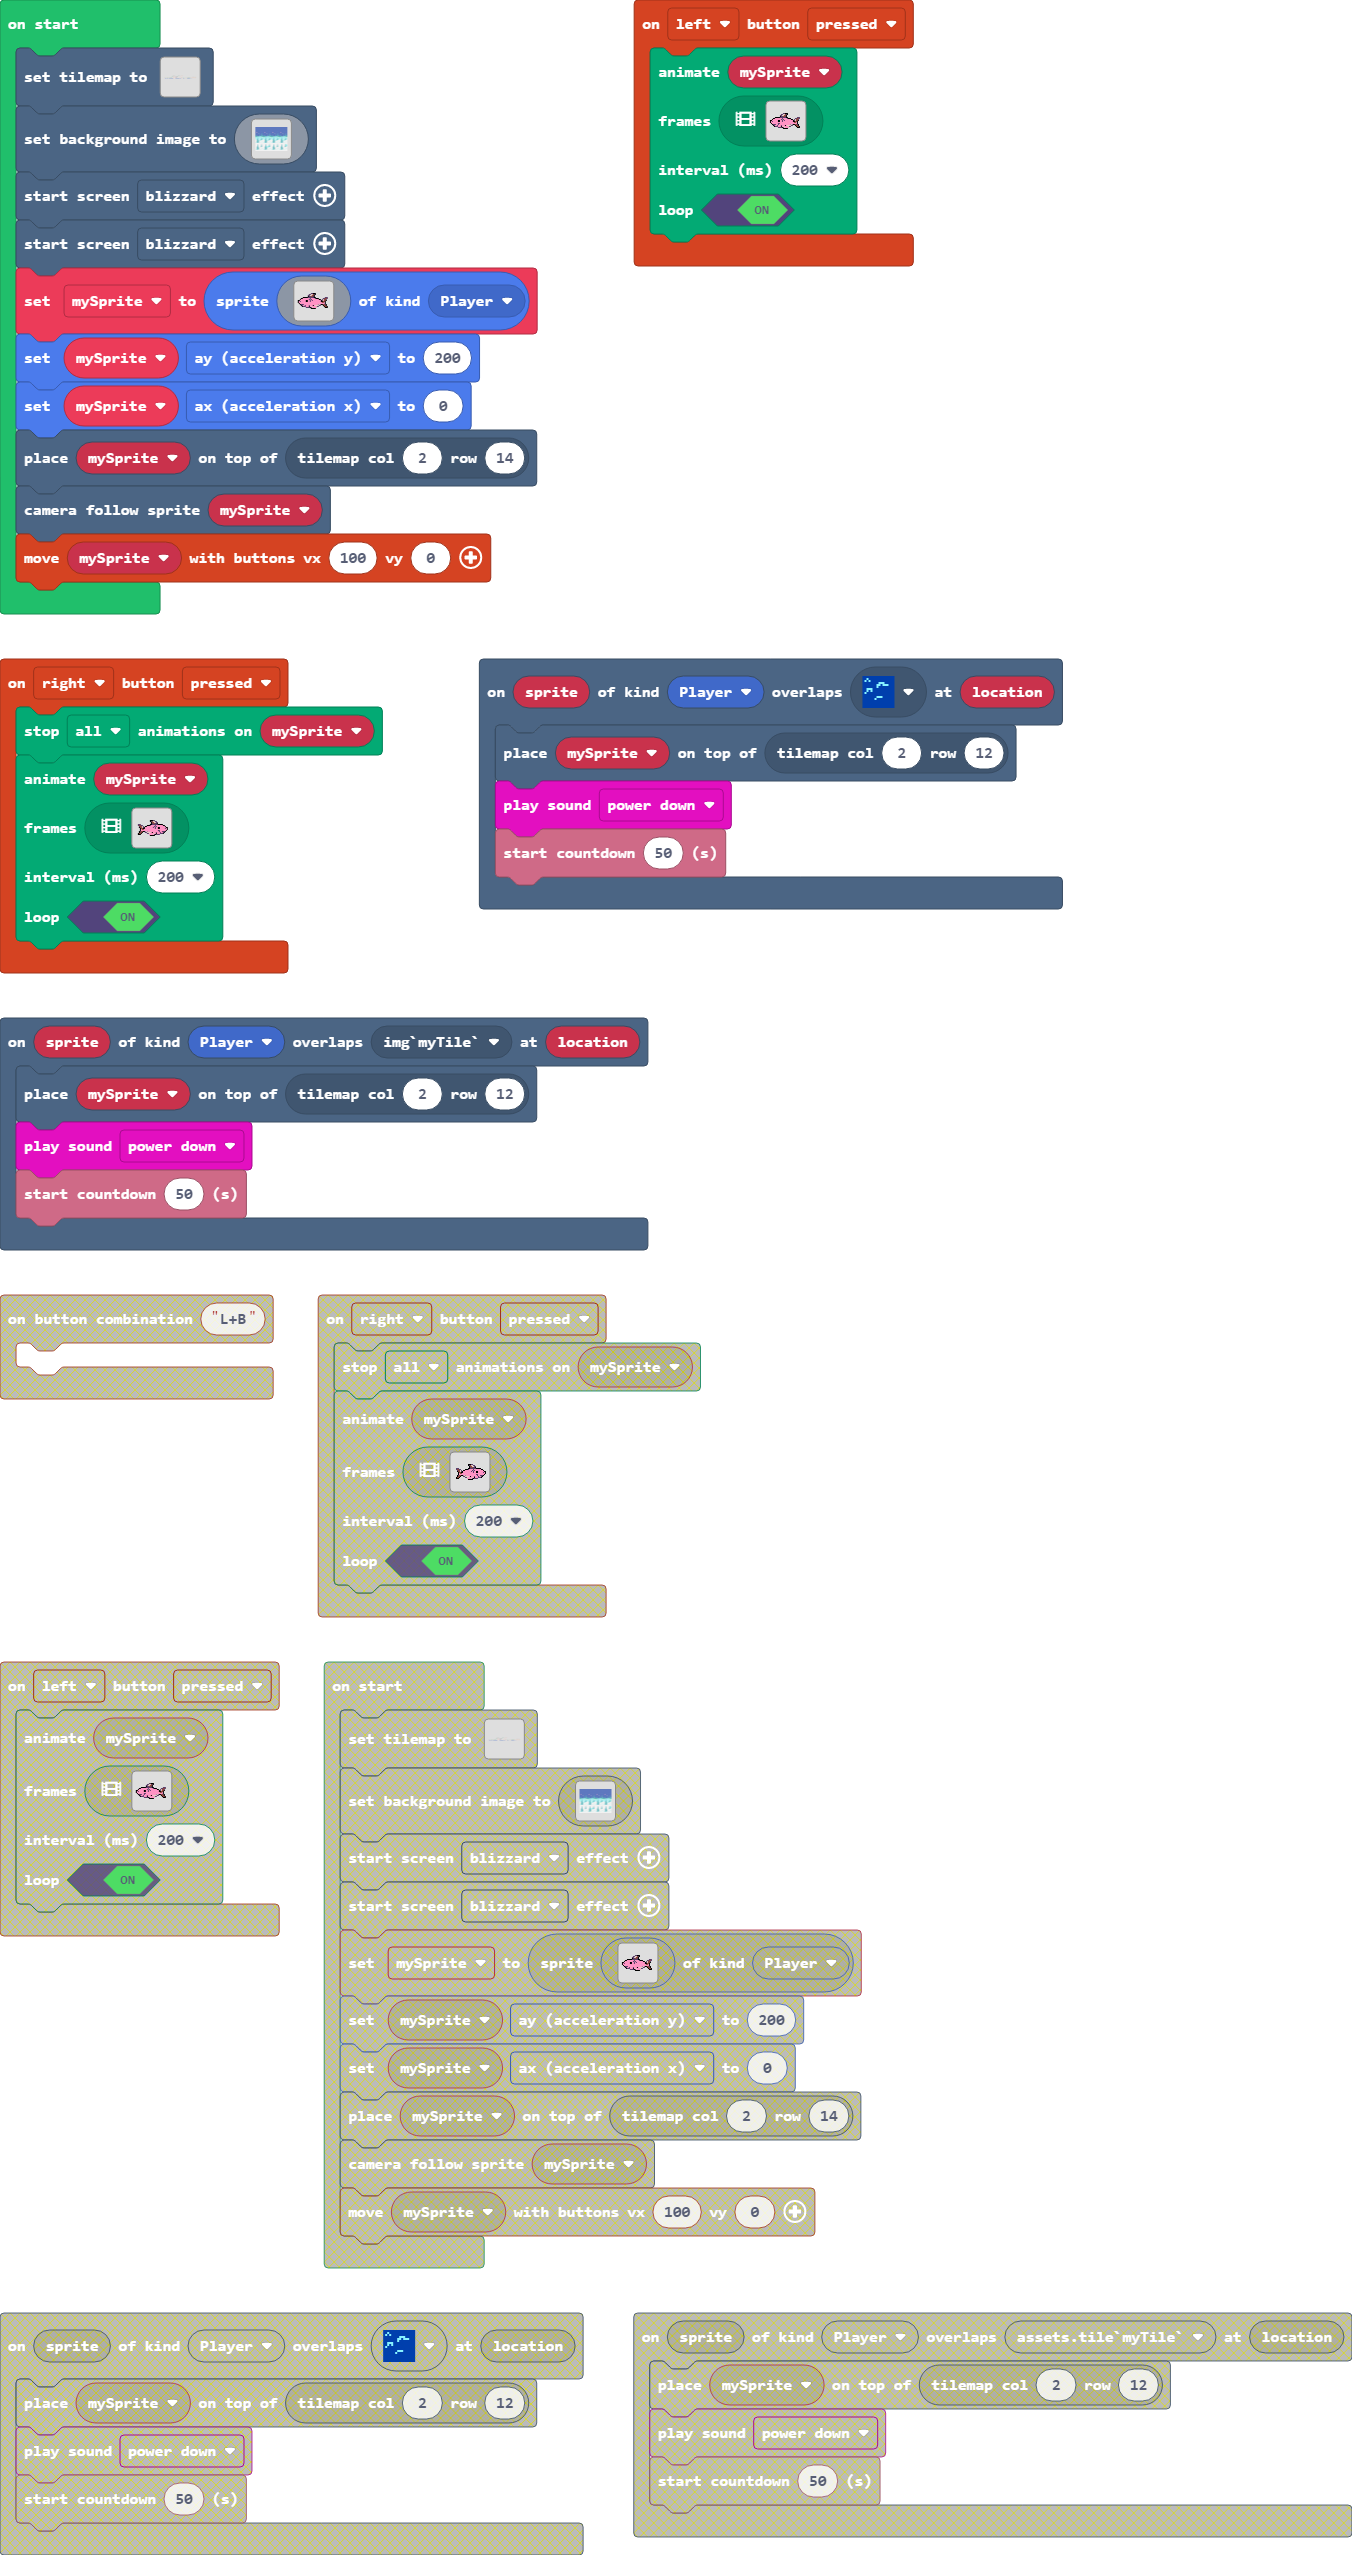 on start
set tilemap to
set background image to
start screen blizzard effect
start screen blizzard effect
set mySprite to sprite of kind Player
set mySprite ay (acceleration y) to 200
set mySprite ax (acceleration x) to 0
place mySprite on top of tilemap col 2 row 14
camera follow sprite mySprite
move mySprite with buttons vx 100 vy 0
on left button pressed
animate mySprite
frames
interval (ms) 200
loop ON
on right button pressed
stop all animations on mySprite
animate mySprite
frames
interval (ms) 200
loop ON
on sprite of kind Player overlaps at location
place mySprite on top of tilemap col 2 row 12
play sound power down
start countdown 50 (s)
on sprite of kind Player overlaps img`myTile` at location
place mySprite on top of tilemap col 2 row 12
play sound power down
start countdown 50 (s)
on button combination "L+B"
on right button pressed
stop all animations on mySprite
animate mySprite
frames
interval (ms) 200
loop ON
on left button pressed
animate mySprite
frames
interval (ms) 200
loop ON
on start
set tilemap to
set background image to
start screen blizzard effect
start screen blizzard effect
set mySprite to sprite of kind Player
set mySprite ay (acceleration y) to 200
set mySprite ax (acceleration x) to 0
place mySprite on top of tilemap col 2 row 14
camera follow sprite mySprite
move mySprite with buttons vx 100 vy 0
on sprite of kind Player overlaps at location
place mySprite on top of tilemap col 2 row 12
play sound power down
start countdown 50 (s)
on sprite of kind Player overlaps assets.tile`myTile` at location
place mySprite on top of tilemap col 2 row 12
play sound power down
start countdown 50 (s)